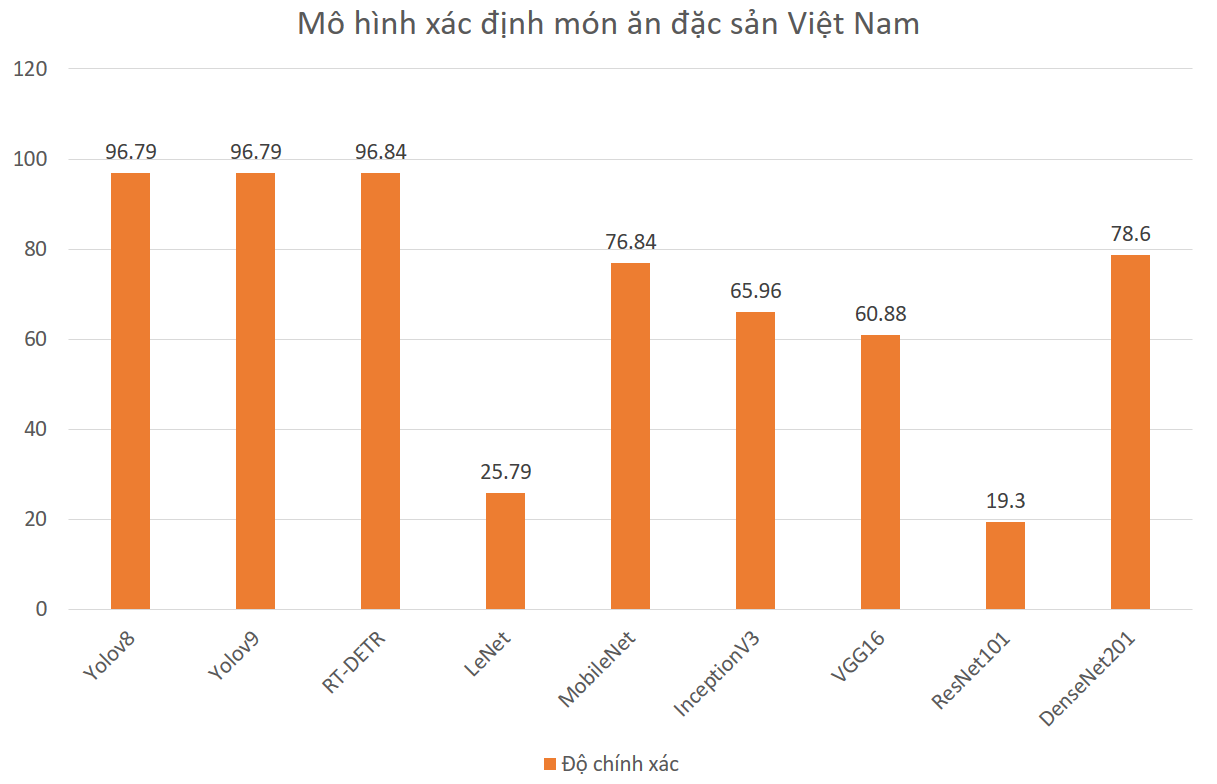 Mô hình xác định món ăn đặc sản Việt Nam
120
100
80
60
40
20
0
96.79
96.79
96.84
25.79
76.84
65.96
60.88
19.3
78.6
Yolov8
Yolov9
RT-DETR
LeNet
MobileNet
InceptionV3
VGG16
ResNet101
DenseNet201
Độ chính xác